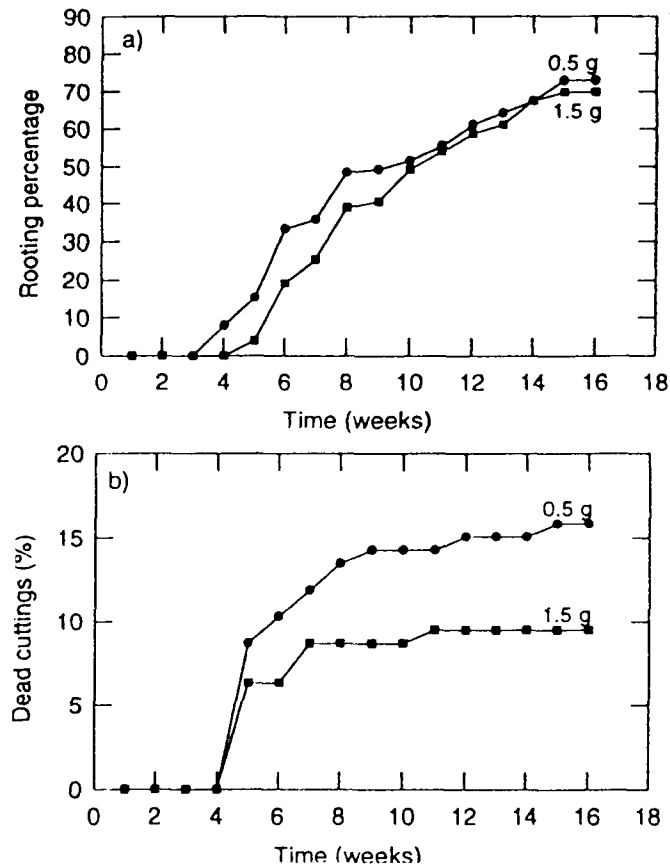 a)
90
80
70
60
50
40
30
20
10
0
Rooting percentage
0.5 g
1.5 g
0 2 4 6 8 10 12 14 16 18
Time (weeks)
b)
20
15
10
5
0
Dead cuttings (%)
0.5 g
1.5 g
0 2 4 6 8 10 12 14 16 18
Time (weeks)